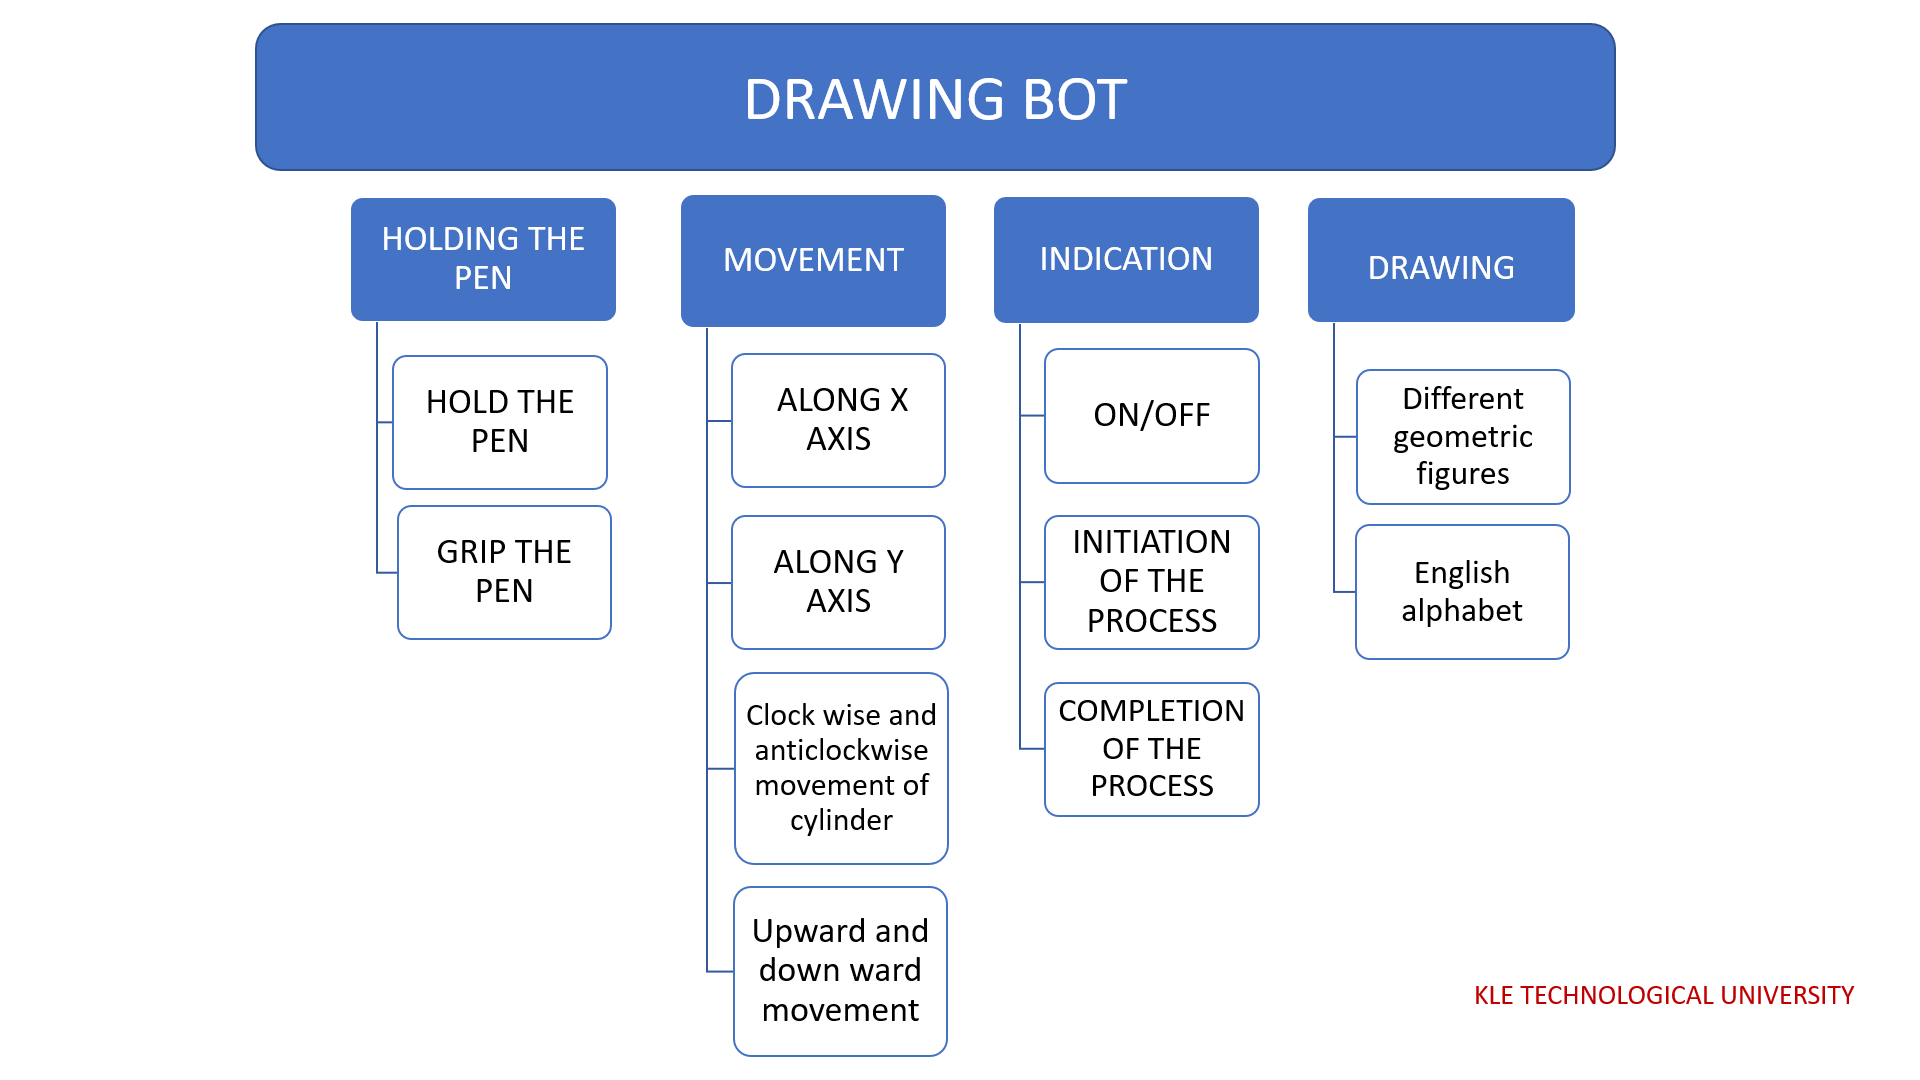 DRAWING BOT
HOLDING THE
PEN
HOLD THE
PEN
GRIP THE
PEN
MOVEMENT
ALONG X
AXIS
ALONG Y
AXIS
Clock wise and
anticlockwise
movement of
cylinder
Upward and
down ward
movement
INDICATION
ON/OFF
INITIATION
OF THE
PROCESS
COMPLETION
OF THE
PROCESS
DRAWING
Different
geometric
figures
English
alphabet
KLE TECHNOLOGICAL UNIVERSITY